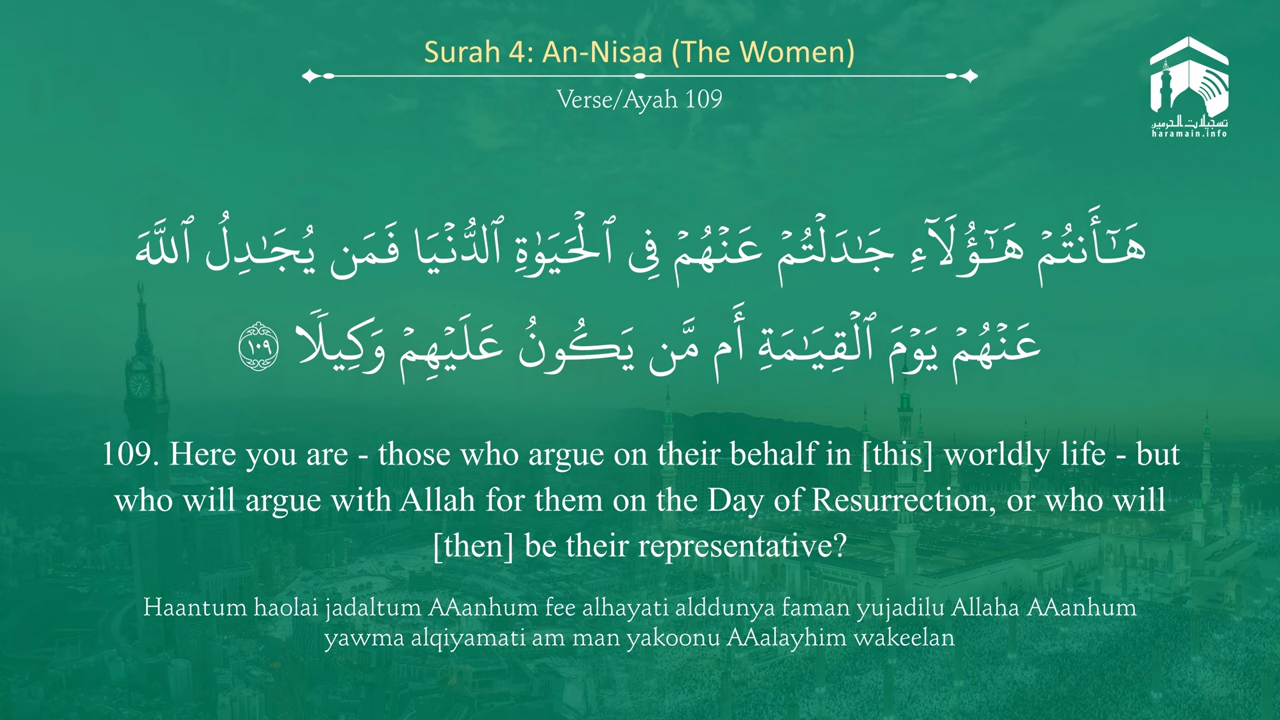 Surah 4: An-Nisaa (The Women)
Verse/Ayah 109
تسجيلات الحرمين
haramain.info
هَـٰٓأَنتُمْ هَـٰٓؤُلَآءِ جَـٰدَلْتُمْ عَنْهُمْ فِى ٱلْحَيَوٰةِ ٱلدُّنْيَا فَمَن يُجَـٰدِلُ ٱللَّهَ
عَنْهُمْ يَوْمَ ٱلْقِيَـٰمَةِ أَم مَّن يَكُونُ عَلَيْهِمْ وَكِيلًا ١٠٩
109. Here you are - those who argue on their behalf in [this] worldly life - but
who will argue with Allah for them on the Day of Resurrection, or who will
[then] be their representative?
Haantum haolai jadaltum AAanhum fee alhayati alddunya faman yujadilu Allaha AAanhum
yawma alqiyamati am man yakoonu AAalayhim wakeelan